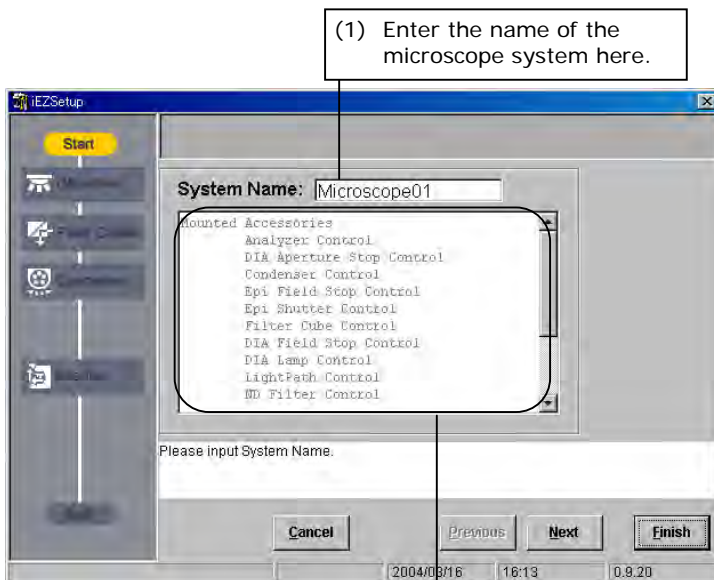 (1) Enter the name of the
microscope system here.
iEZSetup
Start
System Name: Microscope01
Mounted Accessories
Analyzer Control
DIA Aperture Stop Control
Condenser Control
Epi Field Stop Control
Epi Shutter Control
Filter Cube Control
DIA Field Stop Control
DIA Lamp Control
LightPath Control
ND Filter Control
Please input System Name.
Cancel
Previous
Next
Finish
2004/03/16
16:13
0.9.20